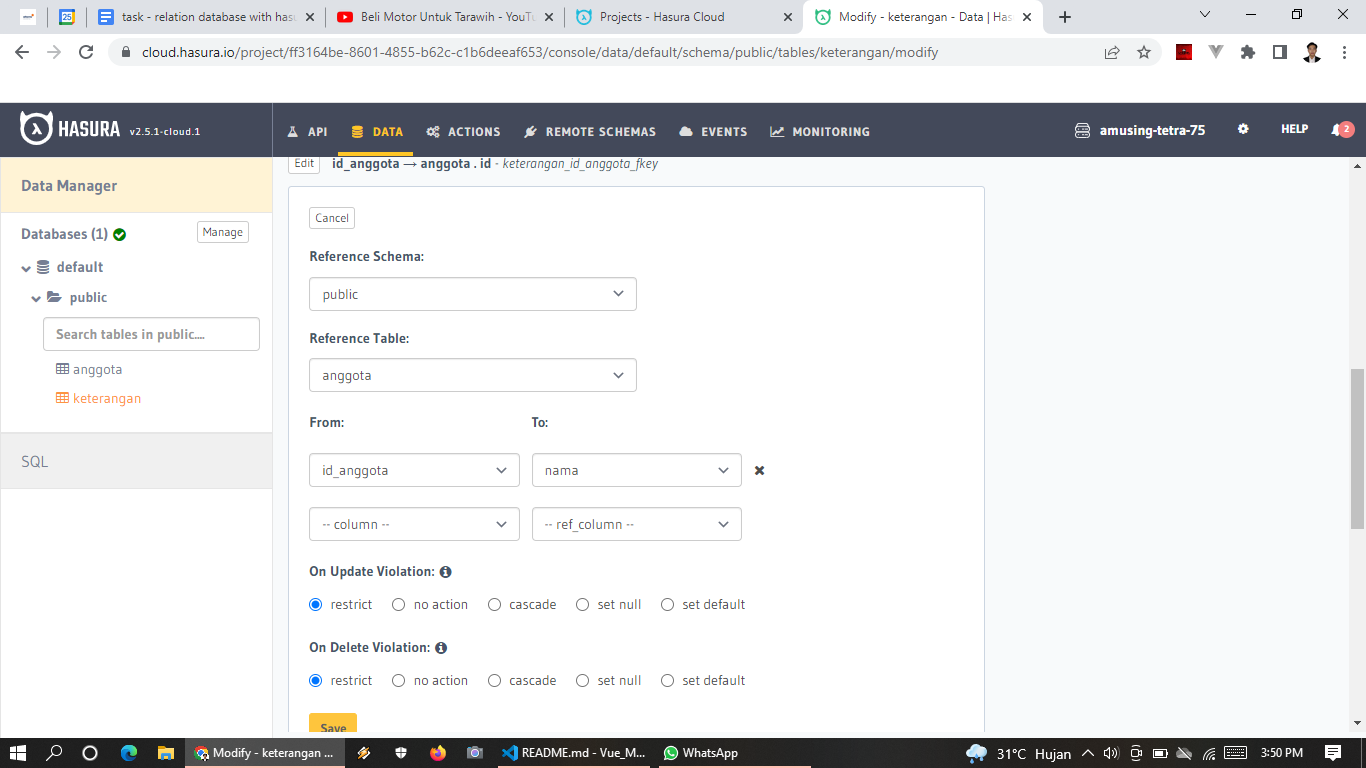 task - relation database with hasu
Beli Motor Untuk Tarawih - YouTu
Projects - Hasura Cloud
Modify - keterangan - Data | Has
cloud.hasura.io/project/ff3164be-8601-4855-b62c-c1b6deeaf653/console/data/default/schema/public/tables/keterangan/modify
HASURA v2.5.1-cloud.1
API
DATA
ACTIONS
REMOTE SCHEMAS
EVENTS
MONITORING
amusing-tetra-75
HELP
2
Data Manager
Databases (1)
Manage
default
public
Search tables in public....
anggota
keterangan
SQL
Edit
id_anggota → anggota . id - keterangan_id_anggota_fkey
Cancel
Reference Schema:
public
Reference Table:
anggota
From: To:
id_anggota nama
-- column -- -- ref_column --
On Update Violation:
restrict no action cascade set null set default
On Delete Violation:
restrict no action cascade set null set default
Save
Modify - keterangan ...
README.md - Vue_M...
WhatsApp
31°C Hujan
3:50 PM